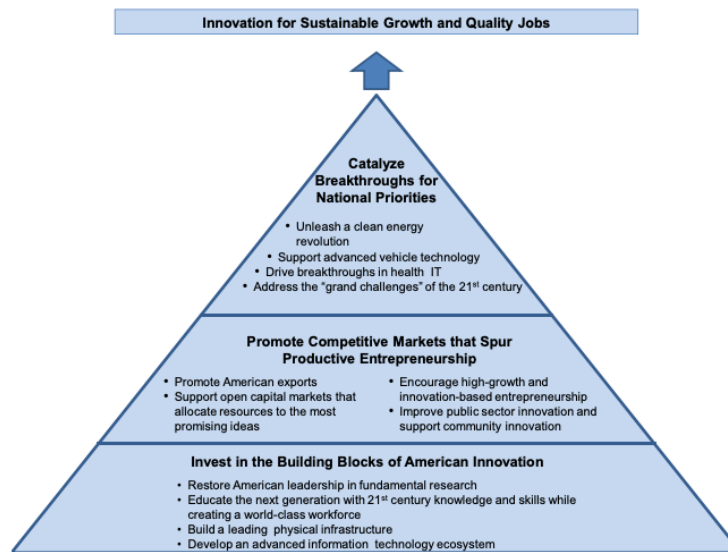 Innovation for Sustainable Growth and Quality Jobs
Catalyze
Breakthroughs for
National Priorities
• Unleash a clean energy
revolution
• Support advanced vehicle technology
• Drive breakthroughs in health IT
• Address the “grand challenges” of the 21st century
Promote Competitive Markets that Spur
Productive Entrepreneurship
• Promote American exports
• Support open capital markets that
allocate resources to the most
promising ideas
• Encourage high-growth and
innovation-based entrepreneurship
• Improve public sector innovation and
support community innovation
Invest in the Building Blocks of American Innovation
• Restore American leadership in fundamental research
• Educate the next generation with 21st century knowledge and skills while
creating a world-class workforce
• Build a leading physical infrastructure
• Develop an advanced information technology ecosystem